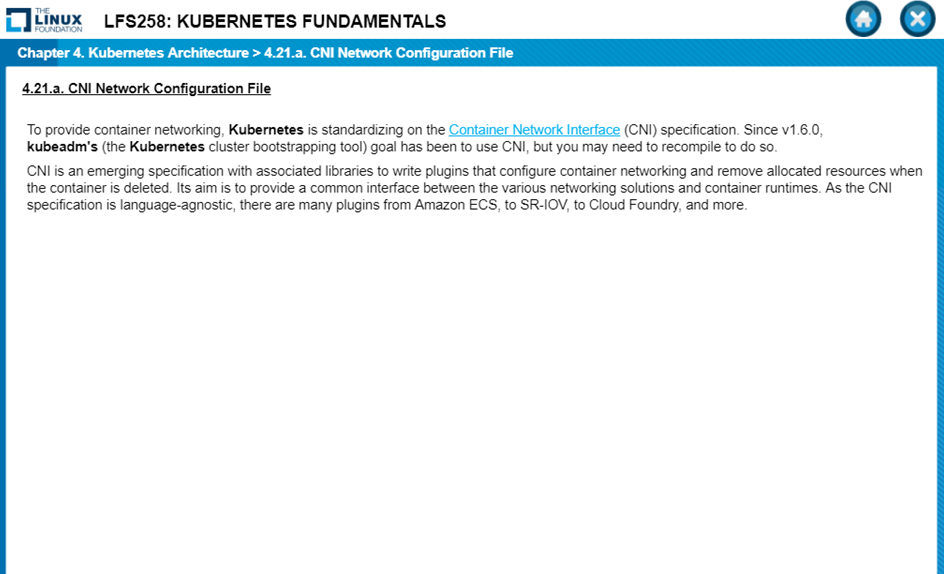 THE
LINUX
FOUNDATION
LFS258: KUBERNETES FUNDAMENTALS
Chapter 4. Kubernetes Architecture > 4.21.a. CNI Network Configuration File
4.21.a. CNI Network Configuration File
To provide container networking, Kubernetes is standardizing on the Container Network Interface (CNI) specification. Since v1.6.0,
kubeadm's (the Kubernetes cluster bootstrapping tool) goal has been to use CNI, but you may need to recompile to do so.
CNI is an emerging specification with associated libraries to write plugins that configure container networking and remove allocated resources when
the container is deleted. Its aim is to provide a common interface between the various networking solutions and container runtimes. As the CNI
specification is language-agnostic, there are many plugins from Amazon ECS, to SR-IOV, to Cloud Foundry, and more.